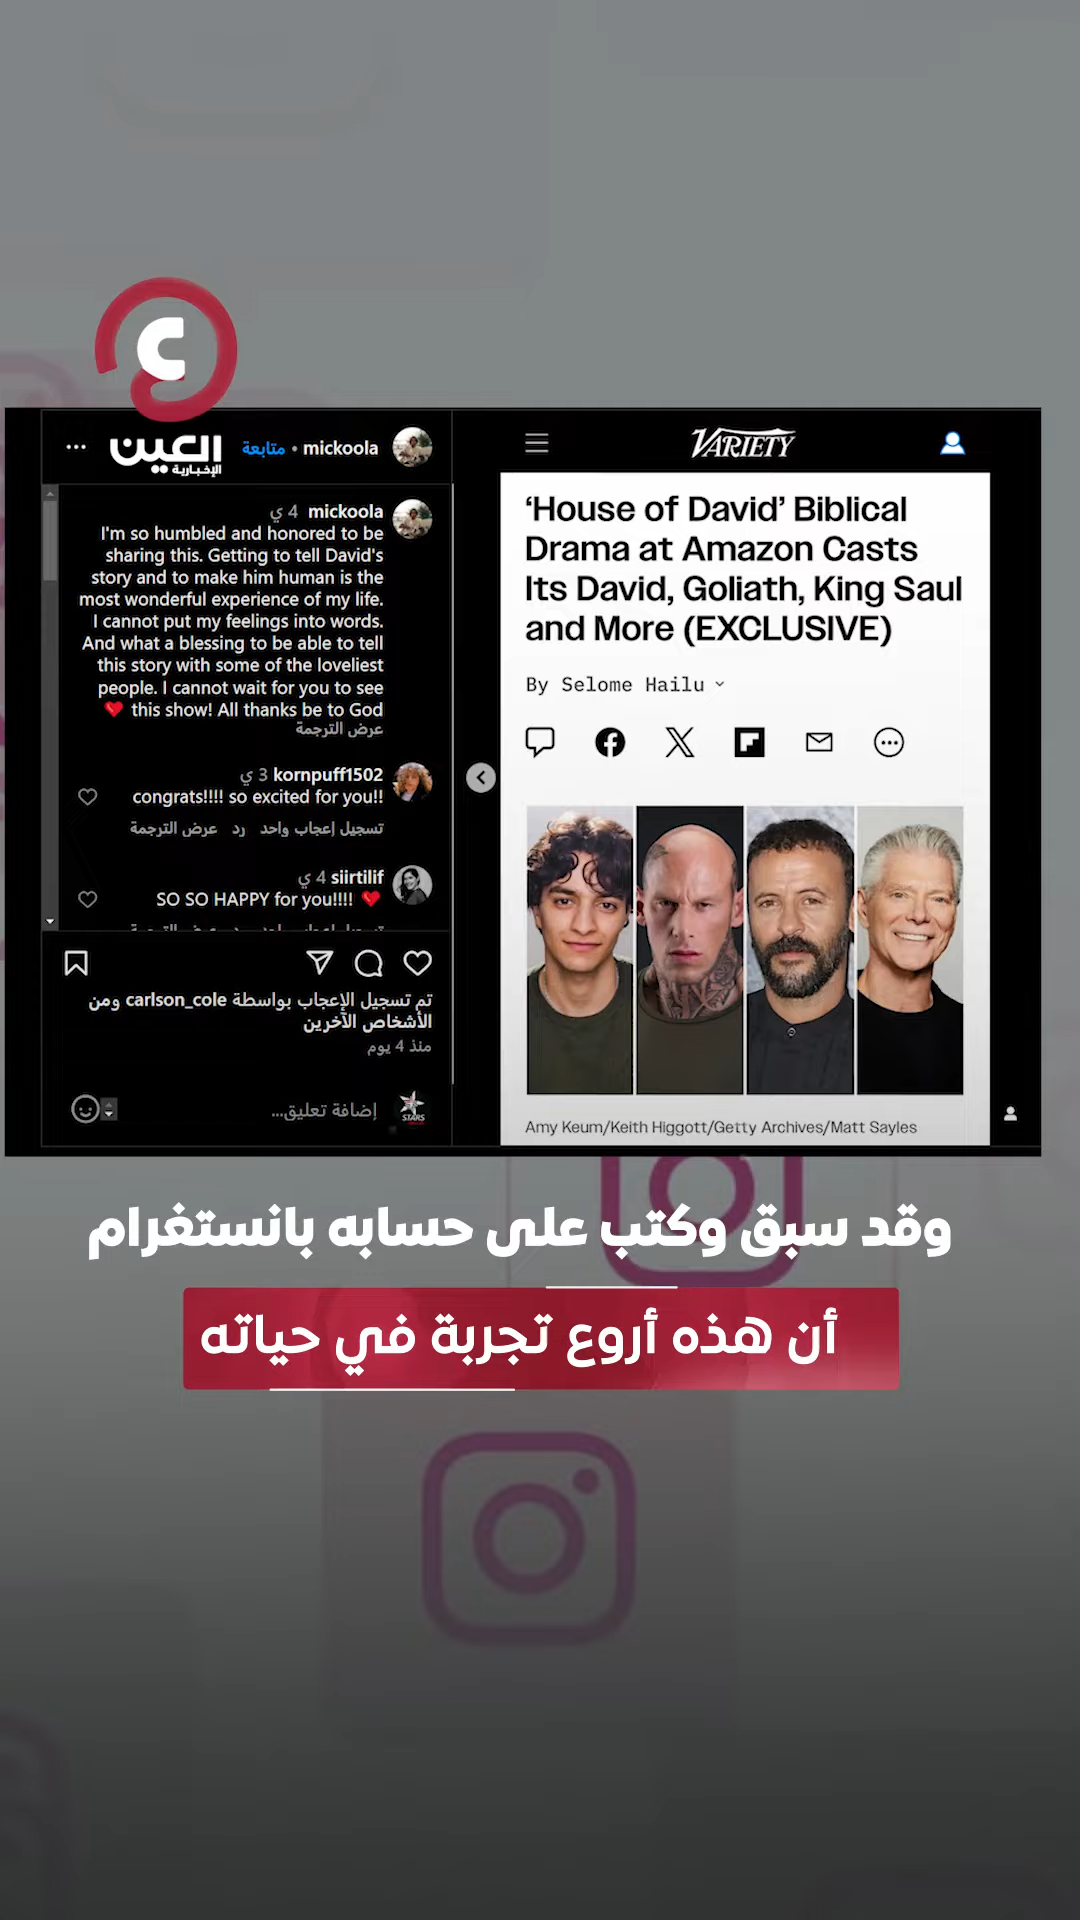 العين
الإخبارية
mickoola • متابعة
mickoola 4 ي
I'm so humbled and honored to be
sharing this. Getting to tell David's
story and to make him human is the
most wonderful experience of my life.
I cannot put my feelings into words.
And what a blessing to be able to tell
this story with some of the loveliest
people. I cannot wait for you to see
this show! All thanks be to God ❤️
عرض الترجمة
kornpuff1502 3 ي
congrats!!!! so excited for you!!
تسجيل إعجاب واحد رد عرض الترجمة
siirtilif 4 ي
SO SO HAPPY for you!!!! ❤️
تم تسجيل الإعجاب بواسطة carlson_cole ومن
الأشخاص الآخرين
منذ 4 يوم
إضافة تعليق...
STARS
VARIETY
‘House of David’ Biblical
Drama at Amazon Casts
Its David, Goliath, King Saul
and More (EXCLUSIVE)
By Selome Hailu
Amy Keum/Keith Higgott/Getty Archives/Matt Sayles
وقد سبق وكتب على حسابه بانستغرام
أن هذه أروع تجربة في حياته